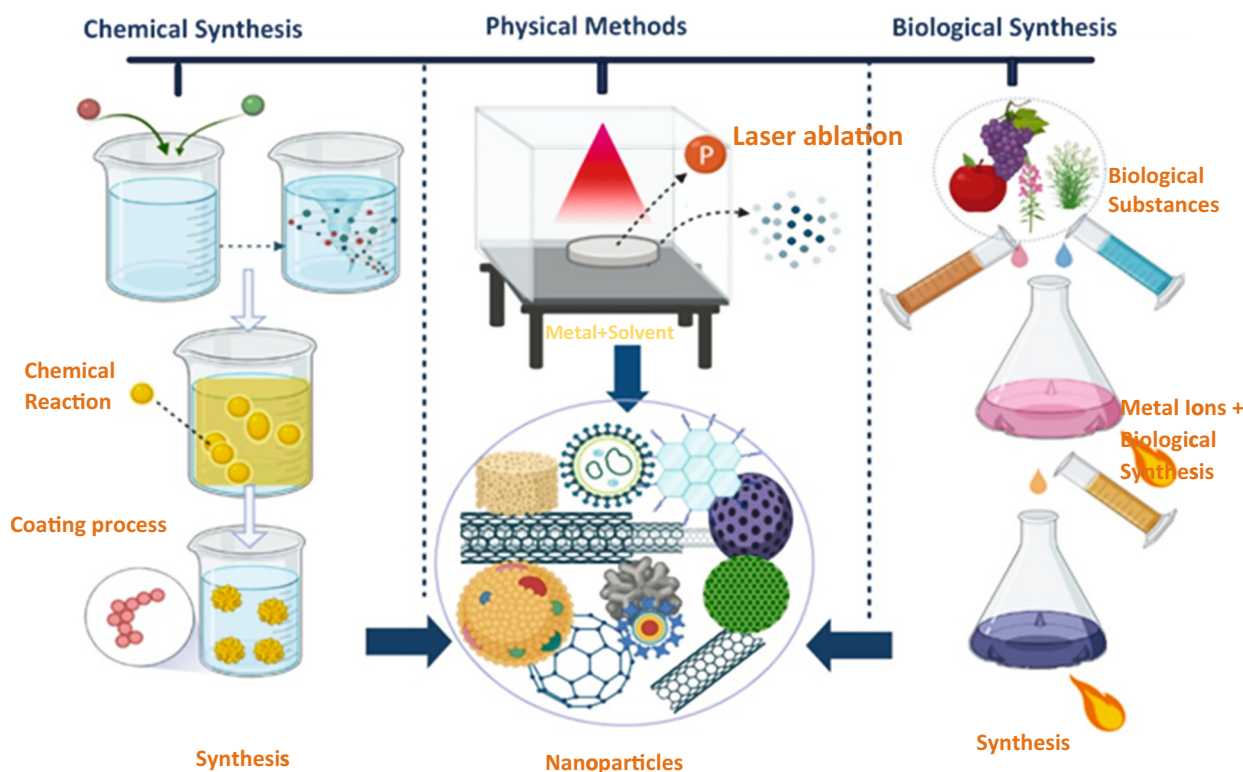 Chemical Synthesis
Physical Methods
Biological Synthesis
P
Laser ablation
Biological
Substances
Metal+Solvent
Chemical
Reaction
Metal Ions +
Biological
Synthesis
Coating process
Synthesis
Nanoparticles
Synthesis